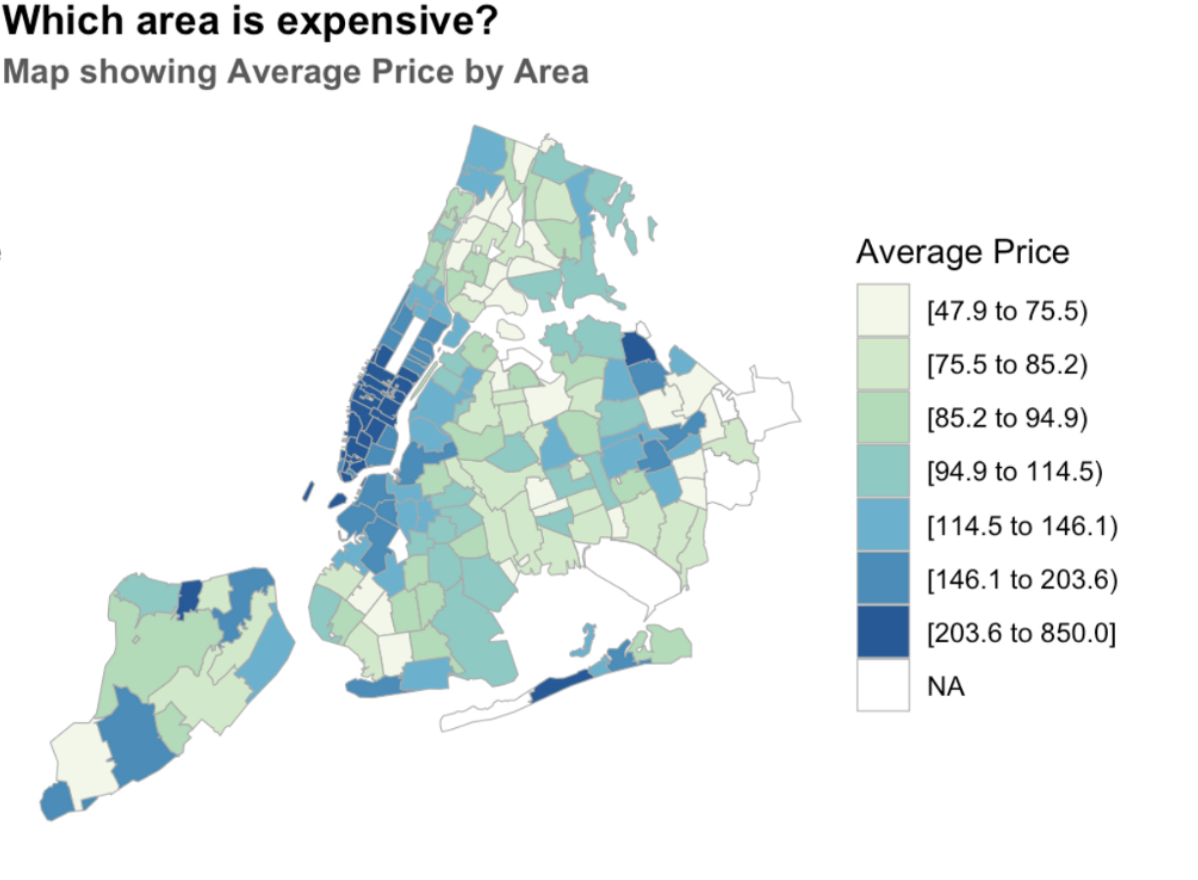 Which area is expensive?
Map showing Average Price by Area
Average Price
[47.9 to 75.5)
[75.5 to 85.2)
[85.2 to 94.9)
[94.9 to 114.5)
[114.5 to 146.1)
[146.1 to 203.6)
[203.6 to 850.0]
NA